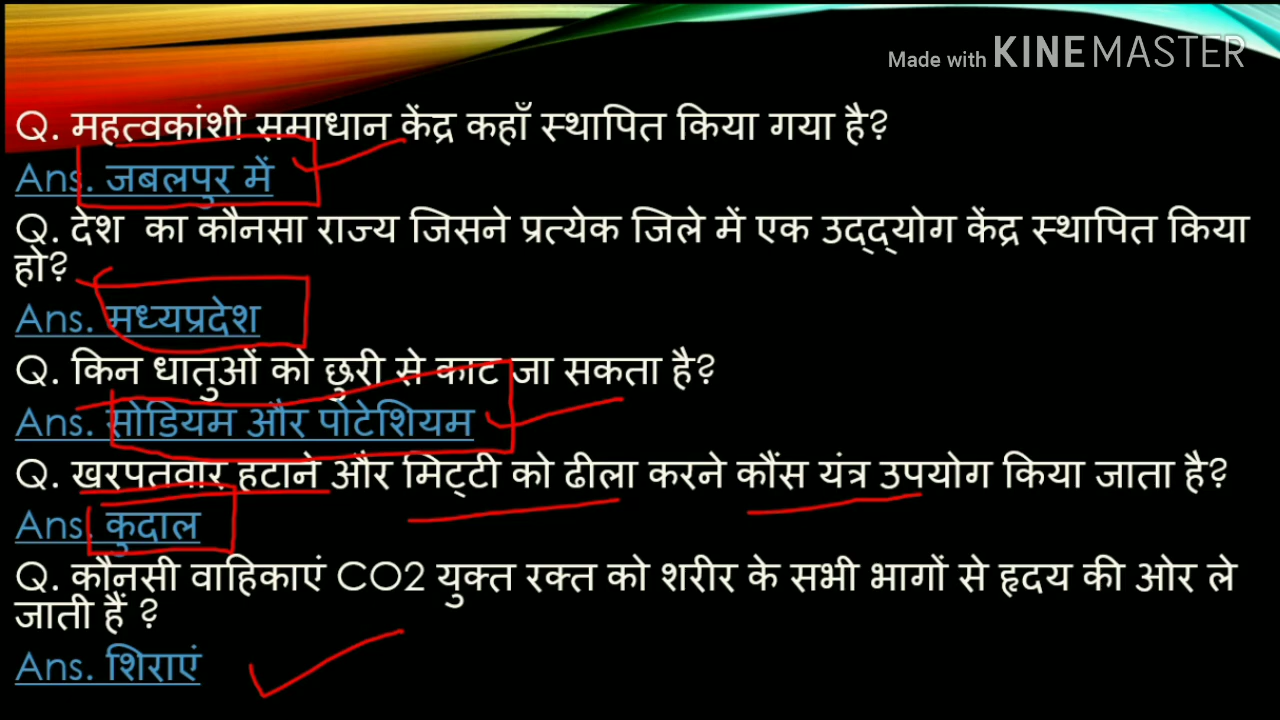 Made with KINEMASTER
Q. महत्वकांशी समाधान केंद्र कहाँ स्थापित किया गया है?
Ans. जबलपुर में
Q. देश का कौनसा राज्य जिसने प्रत्येक जिले में एक उद्द्योग केंद्र स्थापित किया
हो?
Ans. मध्यप्रदेश
Q. किन धातुओं को छुरी से काट जा सकता है?
Ans. सोडियम और पोटेशियम
Q. खरपतवार हटाने और मिट्टी को ढीला करने कौंस यंत्र उपयोग किया जाता है?
Ans. कुदाल
Q. कौनसी वाहिकाएं CO2 युक्त रक्त को शरीर के सभी भागों से हृदय की ओर ले
जाती हैं ?
Ans. शिराएं